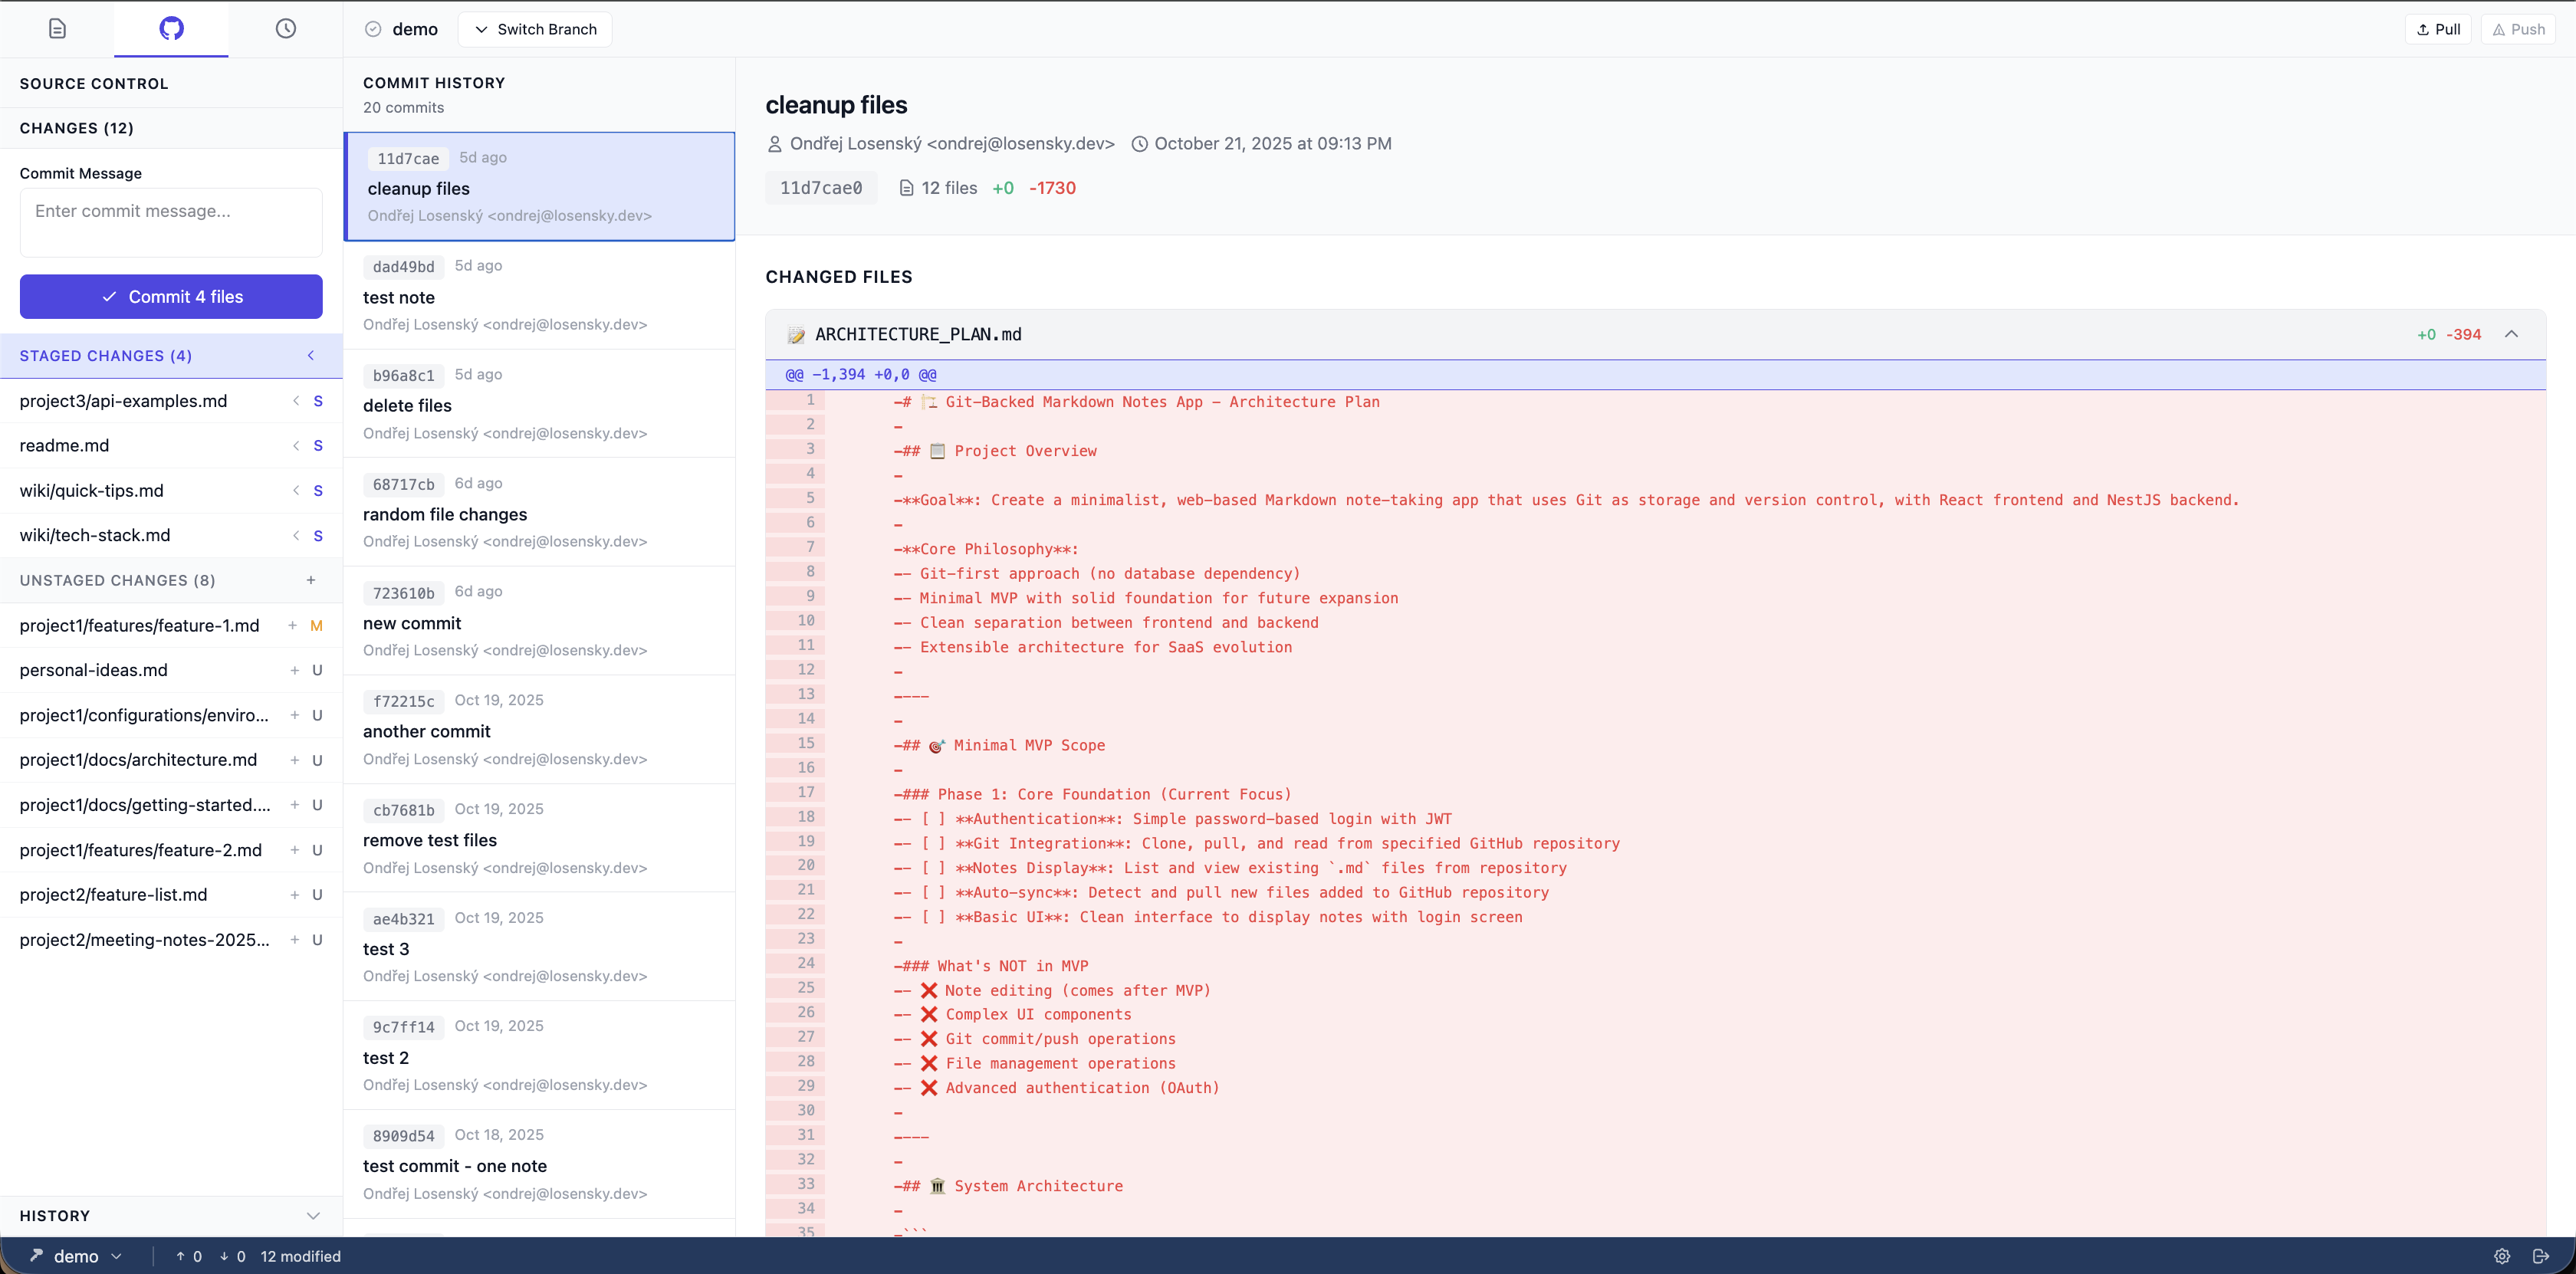 demo
Switch Branch
Pull
Push
SOURCE CONTROL
CHANGES (12)
Commit Message
Enter commit message...
Commit 4 files
STAGED CHANGES (4)
project3/api-examples.md S
readme.md S
wiki/quick-tips.md S
wiki/tech-stack.md S
UNSTAGED CHANGES (8)
project1/features/feature-1.md + M
personal-ideas.md + U
project1/configurations/enviro... + U
project1/docs/architecture.md + U
project1/docs/getting-started.... + U
project1/features/feature-2.md + U
project2/feature-list.md + U
project2/meeting-notes-2025... + U
HISTORY
COMMIT HISTORY
20 commits
11d7cae 5d ago
cleanup files
Ondřej Losenský <ondrej@losensky.dev>
dad49bd 5d ago
test note
Ondřej Losenský <ondrej@losensky.dev>
b96a8c1 5d ago
delete files
Ondřej Losenský <ondrej@losensky.dev>
68717cb 6d ago
random file changes
Ondřej Losenský <ondrej@losensky.dev>
723610b 6d ago
new commit
Ondřej Losenský <ondrej@losensky.dev>
f72215c Oct 19, 2025
another commit
Ondřej Losenský <ondrej@losensky.dev>
cb7681b Oct 19, 2025
remove test files
Ondřej Losenský <ondrej@losensky.dev>
ae4b321 Oct 19, 2025
test 3
Ondřej Losenský <ondrej@losensky.dev>
9c7ff14 Oct 19, 2025
test 2
Ondřej Losenský <ondrej@losensky.dev>
8909d54 Oct 18, 2025
test commit - one note
Ondřej Losenský <ondrej@losensky.dev>
cleanup files
Ondřej Losenský <ondrej@losensky.dev> October 21, 2025 at 09:13 PM
11d7cae0 12 files +0 -1730
CHANGED FILES
📝 ARCHITECTURE_PLAN.md +0 -394
@@ -1,394 +0,0 @@
1 -# 🏗️ Git-Backed Markdown Notes App - Architecture Plan
2 -
3 -## 📋 Project Overview
4 -
5 -**Goal**: Create a minimalist, web-based Markdown note-taking app that uses Git as storage and version control, with React frontend and NestJS backend.
6 -
7 -**Core Philosophy**:
8 -- Git-first approach (no database dependency)
9 -- Minimal MVP with solid foundation for future expansion
10 -- Clean separation between frontend and backend
11 -- Extensible architecture for SaaS evolution
12 -
13 ----
14 -
15 -## 🎯 Minimal MVP Scope
16 -
17 -### Phase 1: Core Foundation (Current Focus)
18 -- [ ] **Authentication**: Simple password-based login with JWT
19 -- [ ] **Git Integration**: Clone, pull, and read from specified GitHub repository
20 -- [ ] **Notes Display**: List and view existing `.md` files from repository
21 -- [ ] **Auto-sync**: Detect and pull new files added to GitHub repository
22 -- [ ] **Basic UI**: Clean interface to display notes with login screen
23 -
24 -### What's NOT in MVP
25 -- ❌ Note editing (comes after MVP)
26 -- ❌ Complex UI components
27 -- ❌ Git commit/push operations
28 -- ❌ File management operations
29 -- ❌ Advanced authentication (OAuth)
30 -
31 ----
32 -
33 -## 🏛️ System Architecture
34 -
35 -```
demo ↑ 0 ↓ 0 12 modified